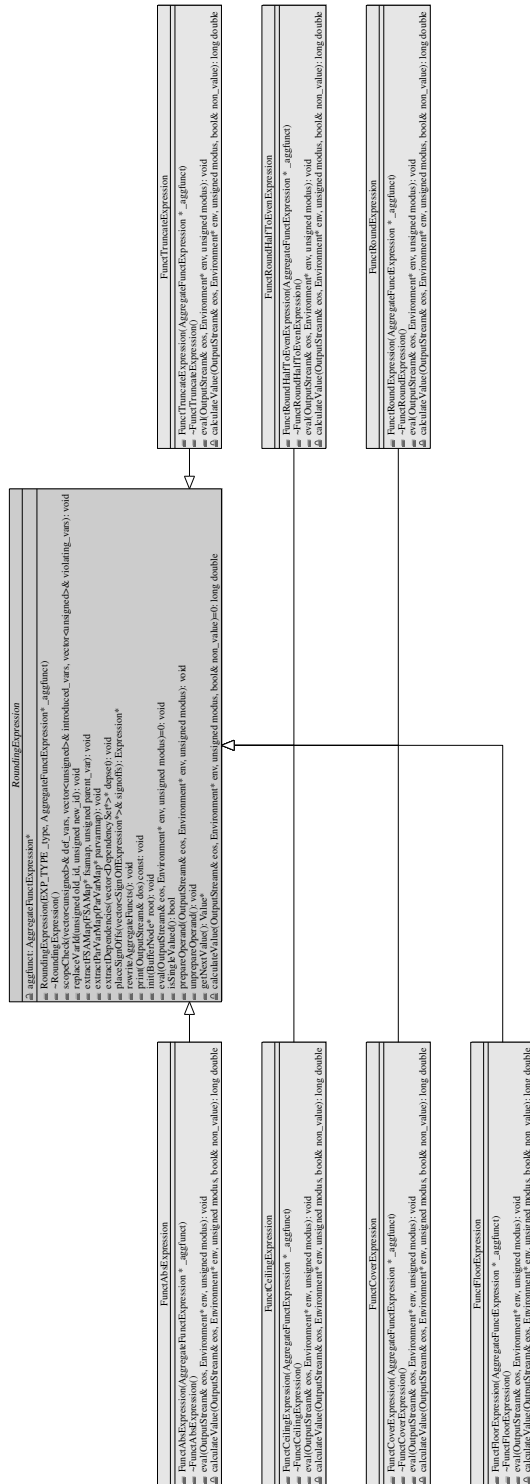 RoundingExpression
aggfunct: AggregateFunctExpression*
RoundingExpression(EXP_TYPE _type, AggregateFunctExpression* _aggfunct)
~RoundingExpression()
scopeCheck(vector<unsigned>& def_vars, vector<unsigned>& introduced_vars, vector<unsigned>& violating_vars): void
replaceVarId(unsigned old_id, unsigned new_id): void
extractFSAMap(FSAMap* fsamap, unsigned parent_var): void
extractParVarMap(ParVarMap* parvarmap): void
extractDependencies(vector<DependencySet*>* depset): void
placeSignOffs(vector<SignOffExpression*>& signoffs): Expression*
rewriteAggregateFuncts(): void
print(OutputStream& dos) const: void
init(BufferNode* root): void
eval(OutputStream& eos, Environment* env, unsigned modus)=0: void
isSingleValued(): bool
prepareOperand(OutputStream& eos, Environment* env, unsigned modus): void
unprepareOperand(): void
getNextValue(): Value*
calculateValue(OutputStream& eos, Environment* env, unsigned modus, bool& non_value)=0: long double
FunctAbsExpression
FunctAbsExpression(AggregateFunctExpression * _aggfunct)
~FunctAbsExpression()
eval(OutputStream& eos, Environment* env, unsigned modus): void
calculateValue(OutputStream& eos, Environment* env, unsigned modus, bool& non_value): long double
FunctTruncateExpression
FunctTruncateExpression(AggregateFunctExpression * _aggfunct)
~FunctTruncateExpression()
eval(OutputStream& eos, Environment* env, unsigned modus): void
calculateValue(OutputStream& eos, Environment* env, unsigned modus, bool& non_value): long double
FunctCeilingExpression
FunctCeilingExpression(AggregateFunctExpression * _aggfunct)
~FunctCeilingExpression()
eval(OutputStream& eos, Environment* env, unsigned modus): void
calculateValue(OutputStream& eos, Environment* env, unsigned modus, bool& non_value): long double
FunctRoundHalfToEvenExpression
FunctRoundHalfToEvenExpression(AggregateFunctExpression * _aggfunct)
~FunctRoundHalfToEvenExpression()
eval(OutputStream& eos, Environment* env, unsigned modus): void
calculateValue(OutputStream& eos, Environment* env, unsigned modus, bool& non_value): long double
FunctCoverExpression
FunctCoverExpression(AggregateFunctExpression * _aggfunct)
~FunctCoverExpression()
eval(OutputStream& eos, Environment* env, unsigned modus): void
calculateValue(OutputStream& eos, Environment* env, unsigned modus, bool& non_value): long double
FunctRoundExpression
FunctRoundExpression(AggregateFunctExpression * _aggfunct)
~FunctRoundExpression()
eval(OutputStream& eos, Environment* env, unsigned modus): void
calculateValue(OutputStream& eos, Environment* env, unsigned modus, bool& non_value): long double
FunctFloorExpression
FunctFloorExpression(AggregateFunctExpression * _aggfunct)
~FunctFloorExpression()
eval(OutputStream& eos, Environment* env, unsigned modus): void
calculateValue(OutputStream& eos, Environment* env, unsigned modus, bool& non_value): long double